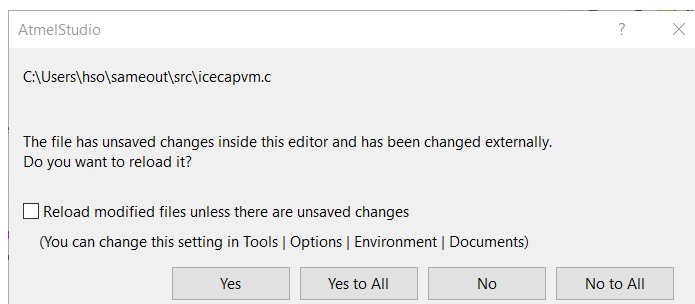 AtmelStudio
?
C:\Users\hso\sameout\src\icecapvm.c
The file has unsaved changes inside this editor and has been changed externally.
Do you want to reload it?
Reload modified files unless there are unsaved changes
(You can change this setting in Tools | Options | Environment | Documents)
Yes
Yes to All
No
No to All